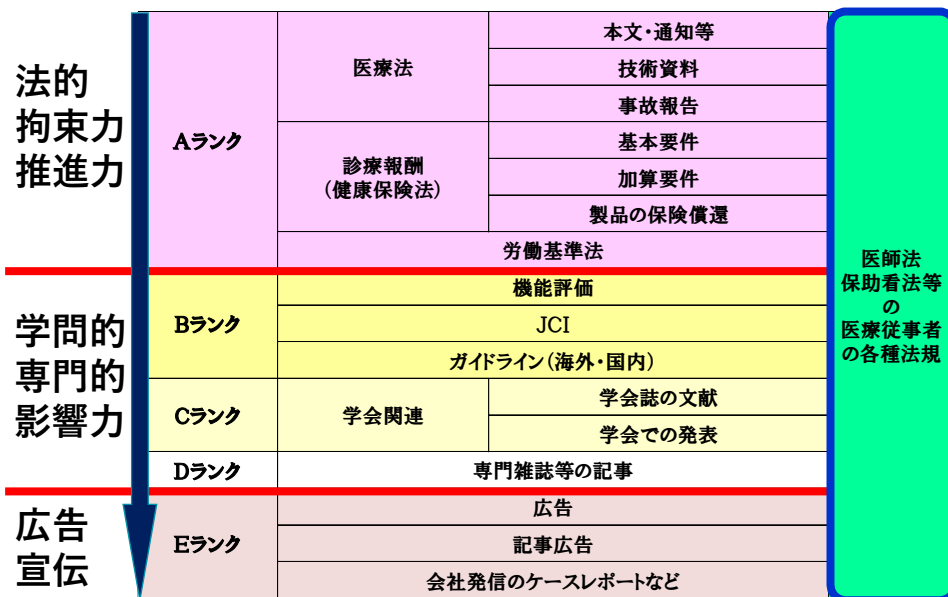 法的
拘束力
推進力
Aランク
医療法
本文・通知等
技術資料
事故報告
診療報酬
(健康保険法)
基本要件
加算要件
製品の保険償還
労働基準法
学問的
専門的
影響力
Bランク
機能評価
JCI
ガイドライン(海外・国内)
Cランク
学会関連
学会誌の文献
学会での発表
Dランク
専門雑誌等の記事
広告
宣伝
Eランク
広告
記事広告
会社発信のケースレポートなど
医師法
保助看法等
の
医療従事者
の各種法規